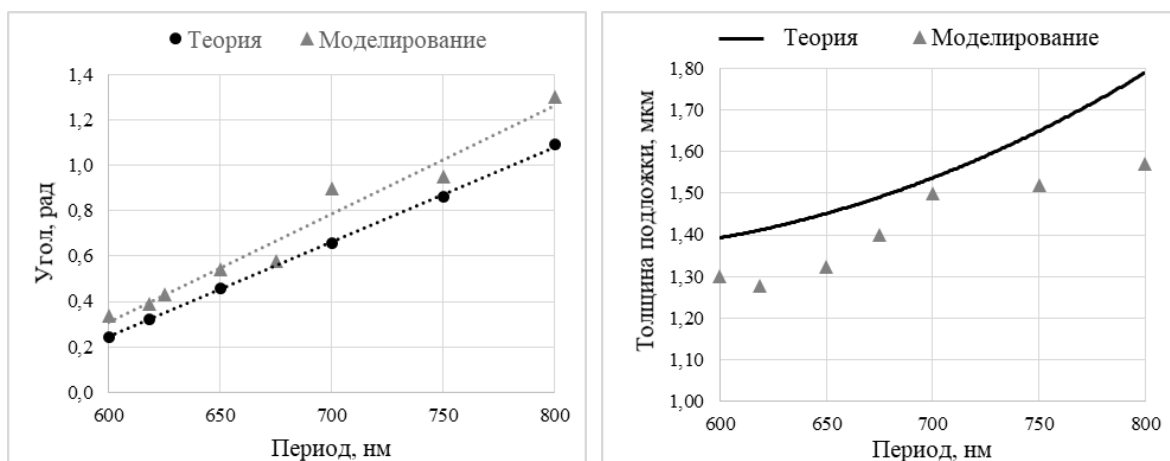 Теория Моделирование
1,4
1,2
1,0
0,8
0,6
0,4
0,2
0,0
Угол, рад
600 650 700 750 800
Период, нм
Теория Моделирование
1,80
1,70
1,60
1,50
1,40
1,30
1,20
1,10
1,00
Толщина подложки, мкм
600 650 700 750 800
Период, нм